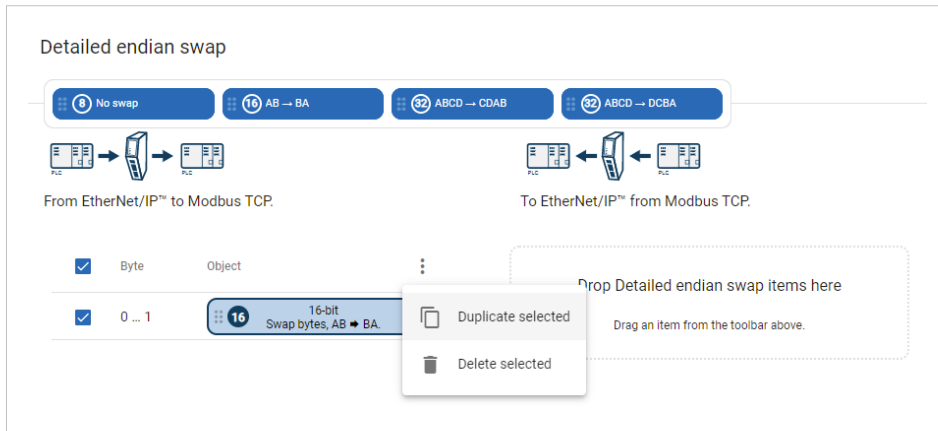 Detailed endian swap
8 No swap
16 AB → BA
32 ABCD → CDAB
32 ABCD → DCBA
PLC
PLC
PLC
PLC
From EtherNet/IP™ to Modbus TCP.
To EtherNet/IP™ from Modbus TCP.
Byte
Object
0 ... 1
16
16-bit
Swap bytes, AB ➡ BA.
Duplicate selected
Delete selected
Drop Detailed endian swap items here
Drag an item from the toolbar above.